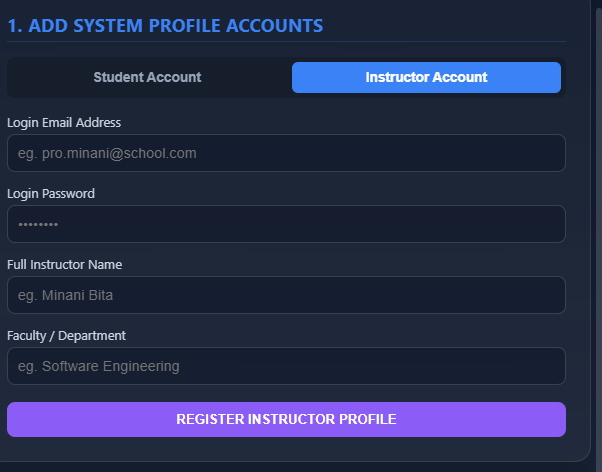 1. ADD SYSTEM PROFILE ACCOUNTS
Student Account Instructor Account
Login Email Address
eg. pro.minani@school.com
Login Password
••••••••
Full Instructor Name
eg. Minani Bita
Faculty / Department
eg. Software Engineering
REGISTER INSTRUCTOR PROFILE